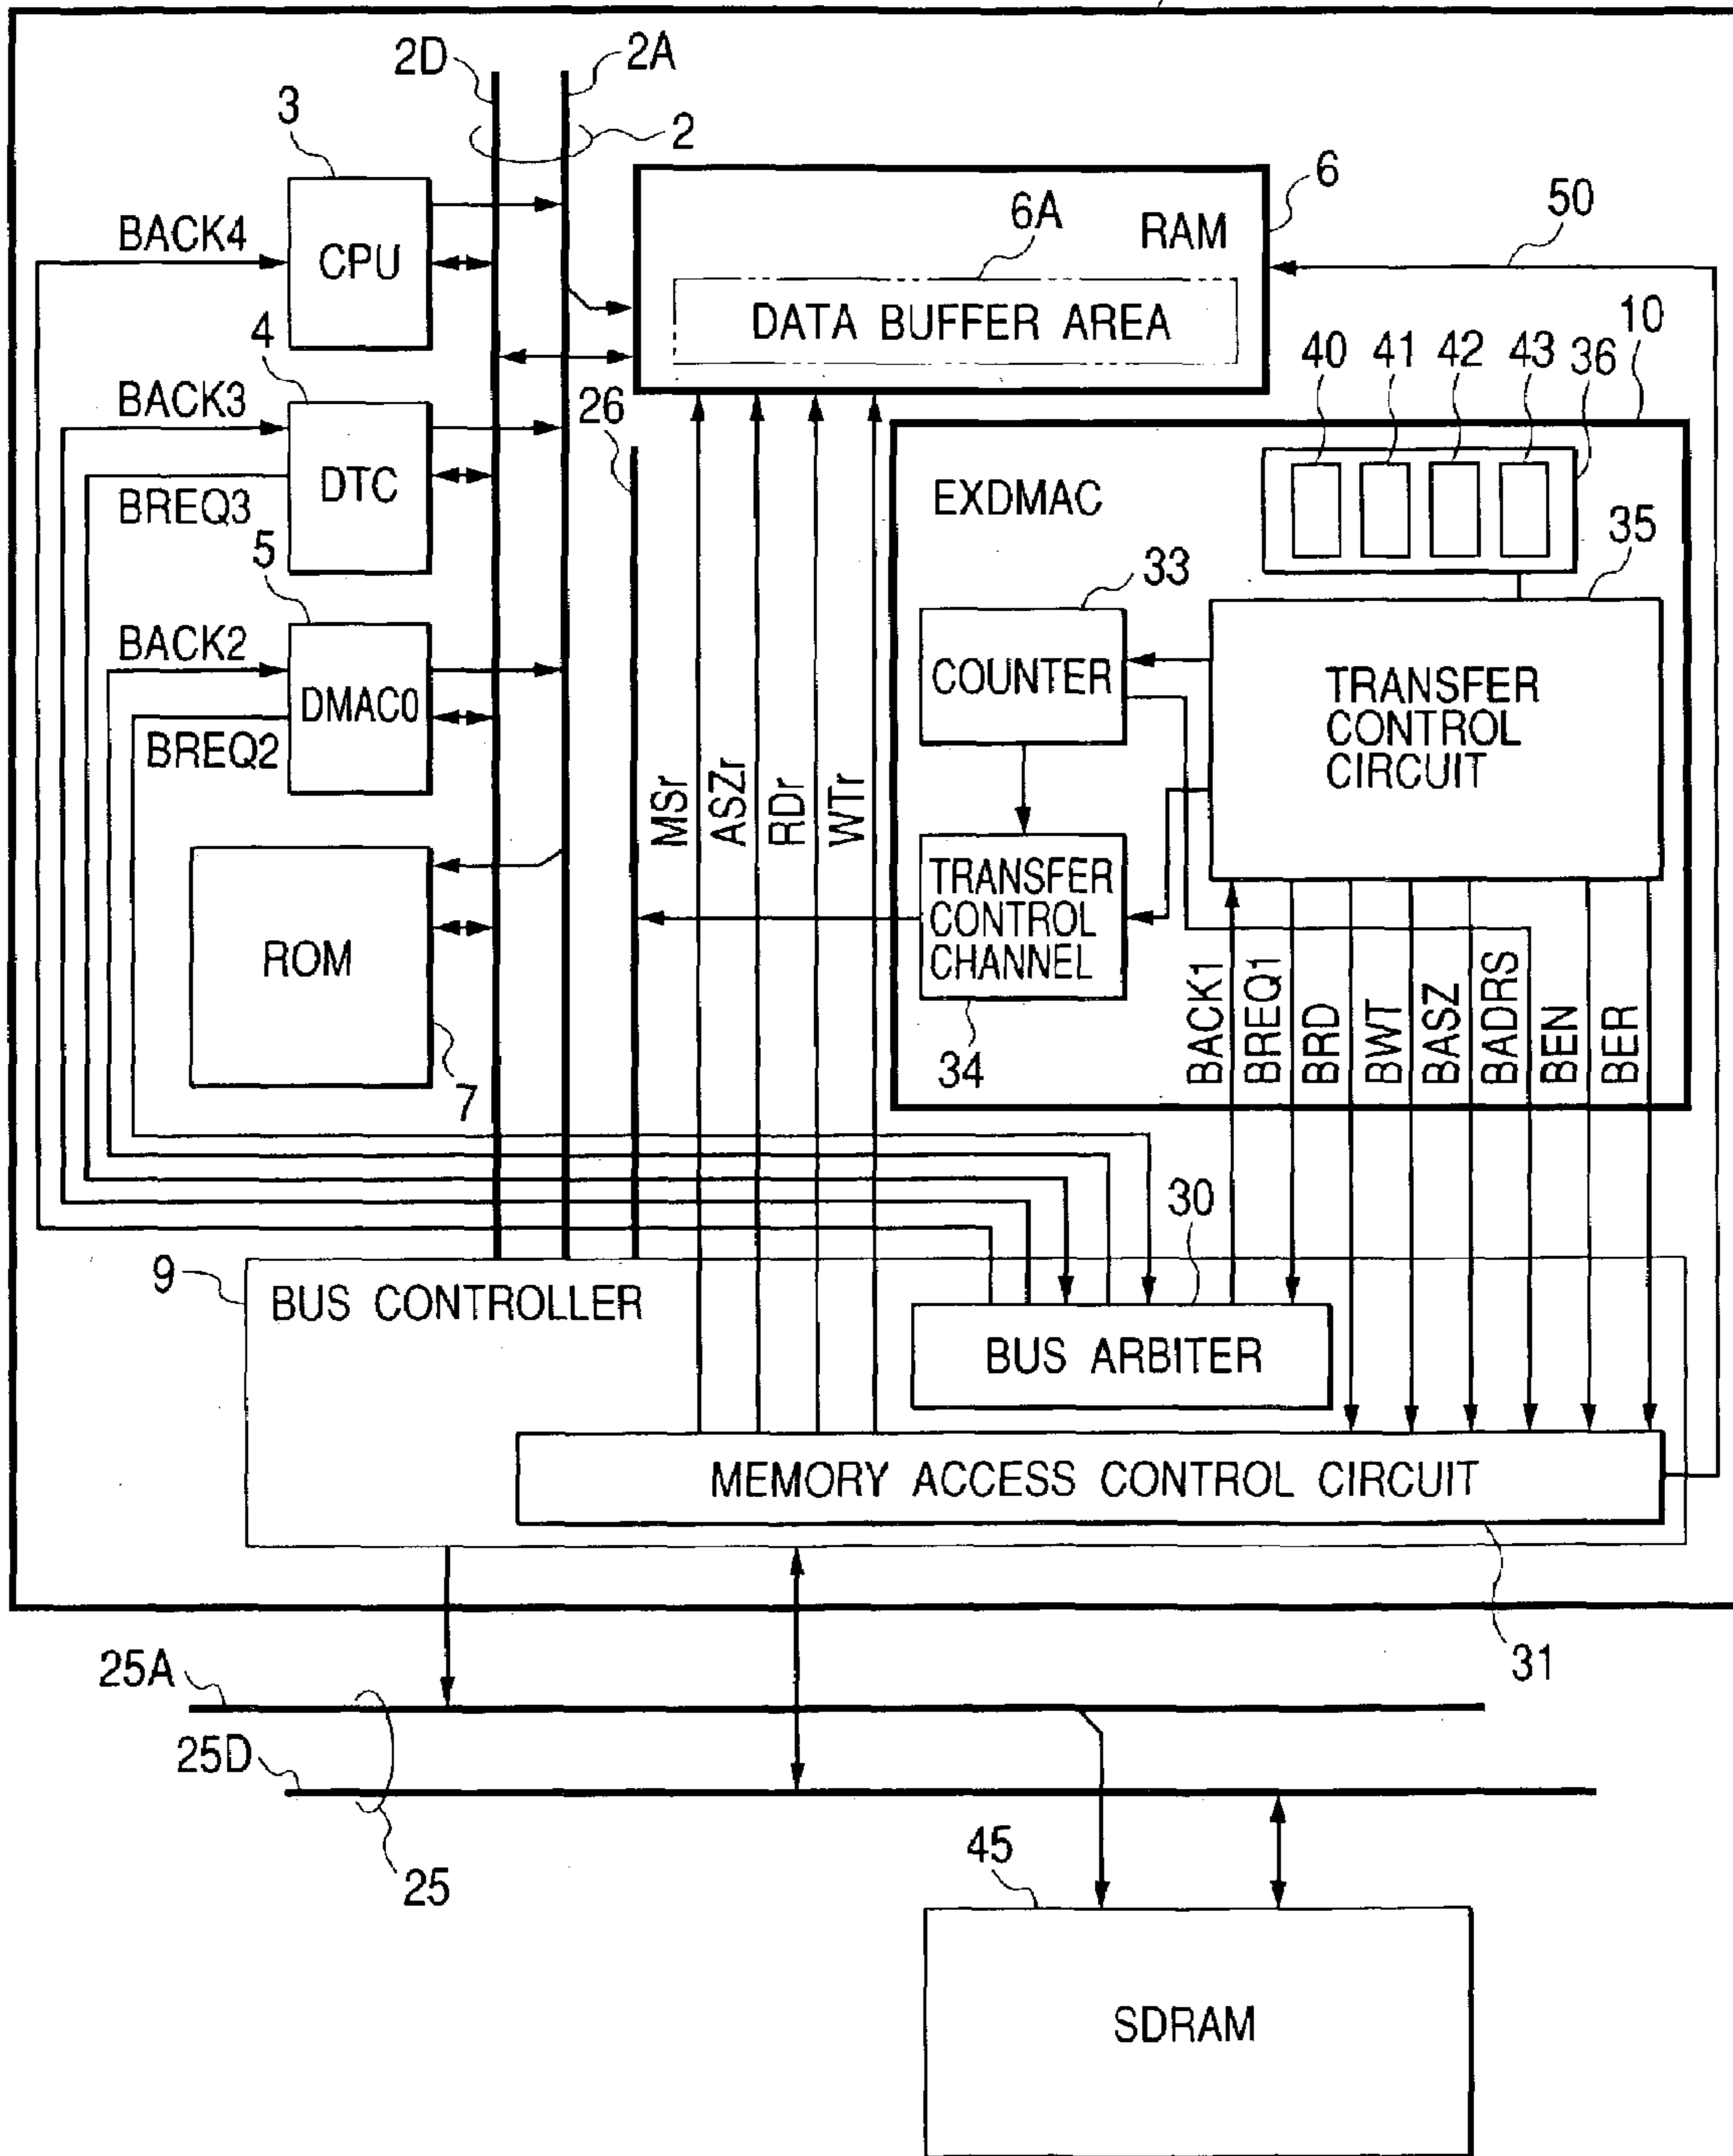 2D
2A
3
2
BACK4
CPU
6A
RAM
6
50
DATA BUFFER AREA
4
BACK3
DTC
BREQ3
26
10
40
41
42
43
36
EXDMAC
35
5
33
BACK2
DMAC0
BREQ2
COUNTER
TRANSFER
CONTROL
CIRCUIT
MSr
ASZr
RDr
WTr
ROM
7
TRANSFER
CONTROL
CHANNEL
34
BACK1
BREQ1
BRD
BWT
BASZ
BADRS
BEN
BER
30
9
BUS CONTROLLER
BUS ARBITER
MEMORY ACCESS CONTROL CIRCUIT
31
25A
25D
25
45
SDRAM